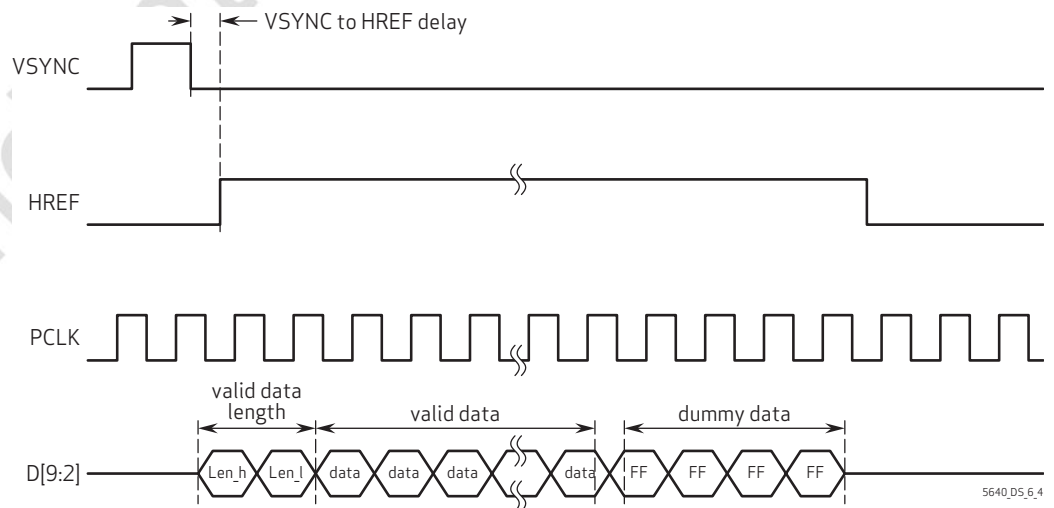 VSYNC to HREF delay
VSYNC
HREF
PCLK
valid data
length
valid data
dummy data
D[9:2]
Len_h
Len_l
data
data
data
data
FF
FF
FF
FF
5640_DS_6_4